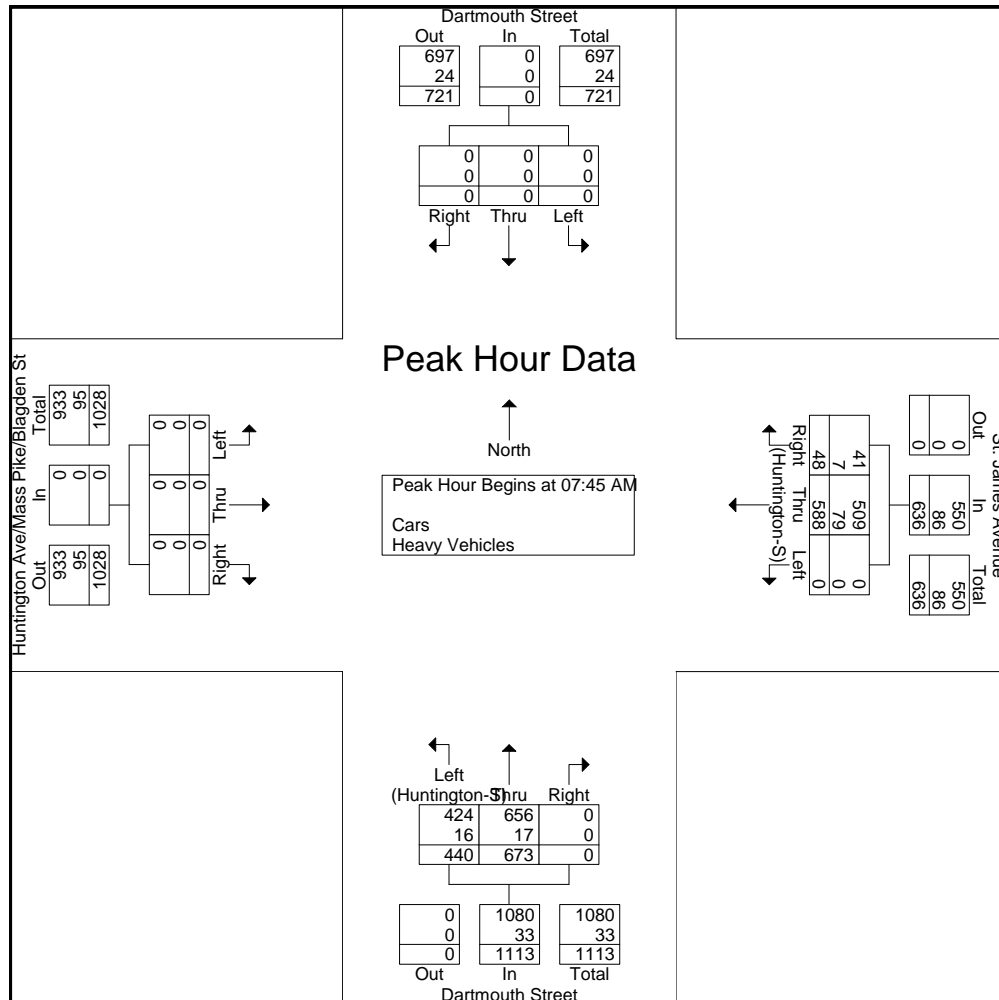 Dartmouth Street
Out In Total
697 0 697
24 0 24
721 0 721
0 0 0
0 0 0
0 0 0
Right Thru Left
Peak Hour Data
North
Peak Hour Begins at 07:45 AM
Cars
Heavy Vehicles
Huntington Ave/Mass Pike/Blagden St
Out In Total
933 0 933
95 0 95
1028 0 1028
Left Thru Right
0 0 0
0 0 0
0 0 0
St. James Avenue
Out In Total
0 550 550
0 86 86
0 636 636
41 509 0
7 79 0
48 588 0
Right Thru Left
(Huntington-S)
Left
(Huntington-S) Thru Right
424 656 0
16 17 0
440 673 0
0 1080 1080
0 33 33
0 1113 1113
Out In Total
Dartmouth Street